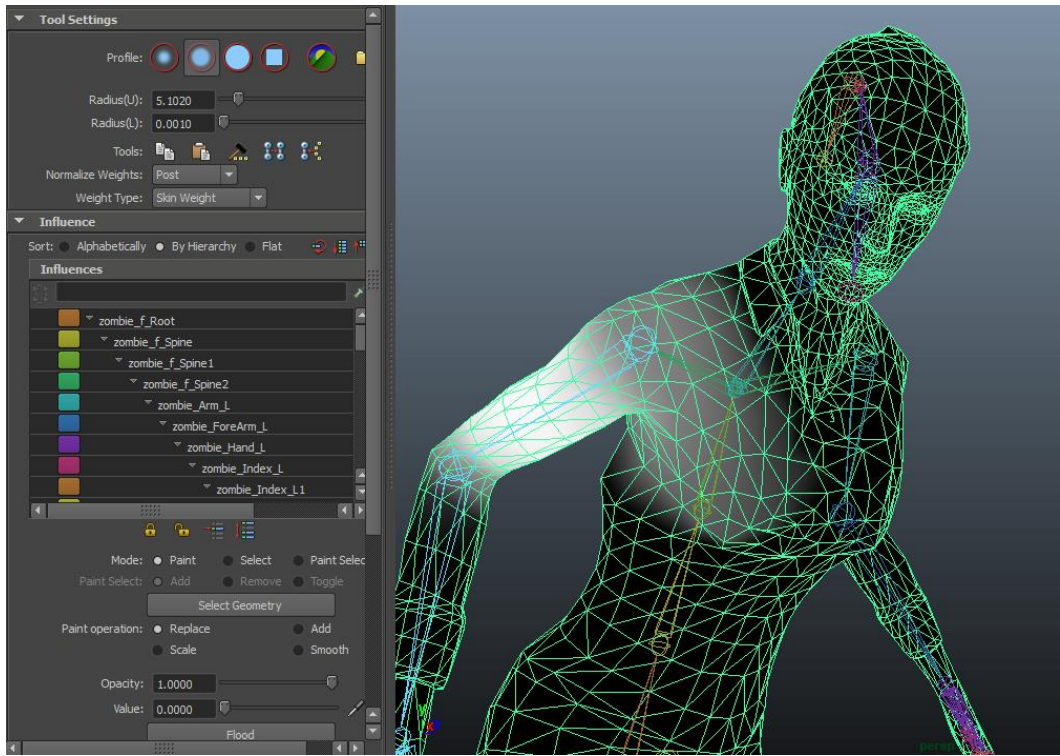 Tool Settings
Profile:
Radius(U): 5.1020
Radius(L): 0.0010
Tools:
Normalize Weights: Post
Weight Type: Skin Weight
Influence
Sort: Alphabetically By Hierarchy Flat
Influences
zombie_f_Root
zombie_f_Spine
zombie_f_Spine1
zombie_f_Spine2
zombie_Arm_L
zombie_ForeArm_L
zombie_Hand_L
zombie_Index_L
zombie_Index_L1
Mode: Paint Select Paint Selec
Paint Select: Add Remove Toggle
Select Geometry
Paint operation: Replace Add
Scale Smooth
Opacity: 1.0000
Value: 0.0000
Flood